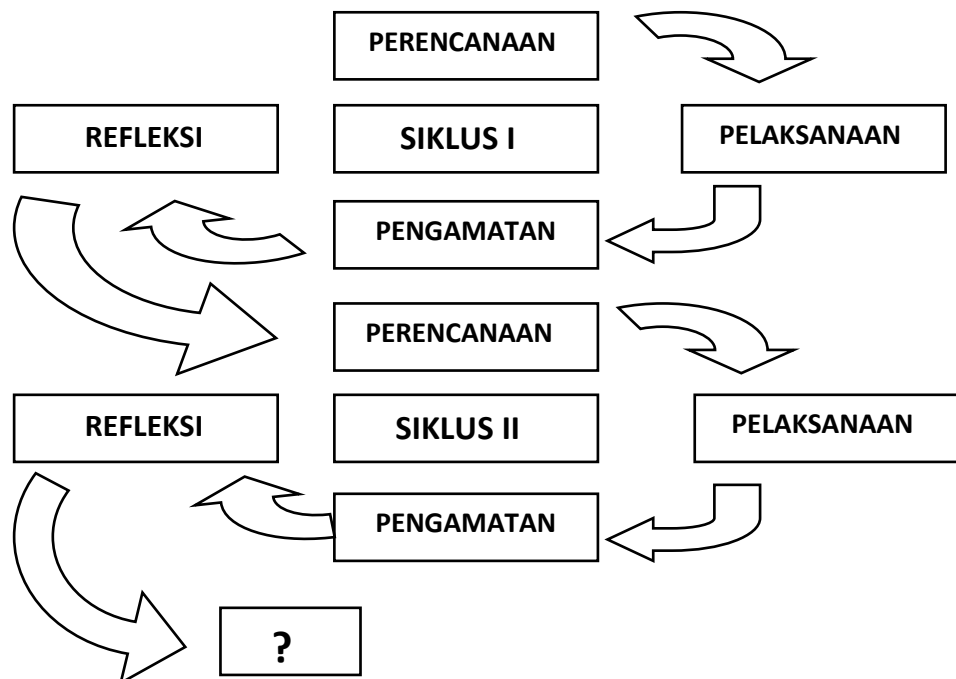 PERENCANAAN
REFLEKSI
SIKLUS I
PELAKSANAAN
PENGAMATAN
PERENCANAAN
REFLEKSI
SIKLUS II
PELAKSANAAN
PENGAMATAN
?